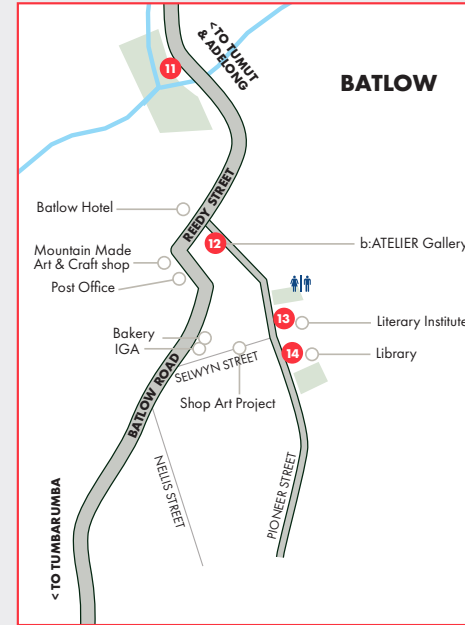 <TO TUMUT
& ADELONG
11
BATLOW
Batlow Hotel
REEDY STREET
12
b:ATELIER Gallery
Mountain Made
Art & Craft shop
Post Office
13
Literary Institute
Bakery
IGA
14
Library
SELWYN STREET
Shop Art Project
BATLOW ROAD
NELLIS STREET
PIONEER STREET
< TO TUMBARUMBA